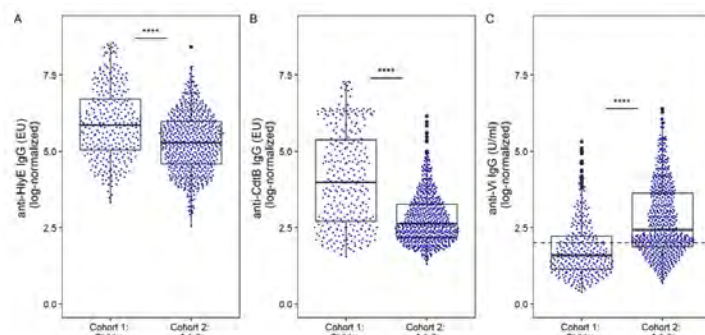 A
****
anti-HlyE IgG (EU)
(log-normalized)
7.5
5.0
2.5
0.0
Cohort 1:
Cohort 2:
B
****
anti-CdtB IgG (EU)
(log-normalized)
7.5
5.0
2.5
0.0
Cohort 1:
Cohort 2:
C
****
anti-Vi IgG (U/ml)
(log-normalized)
7.5
5.0
2.5
0.0
Cohort 1:
Cohort 2: